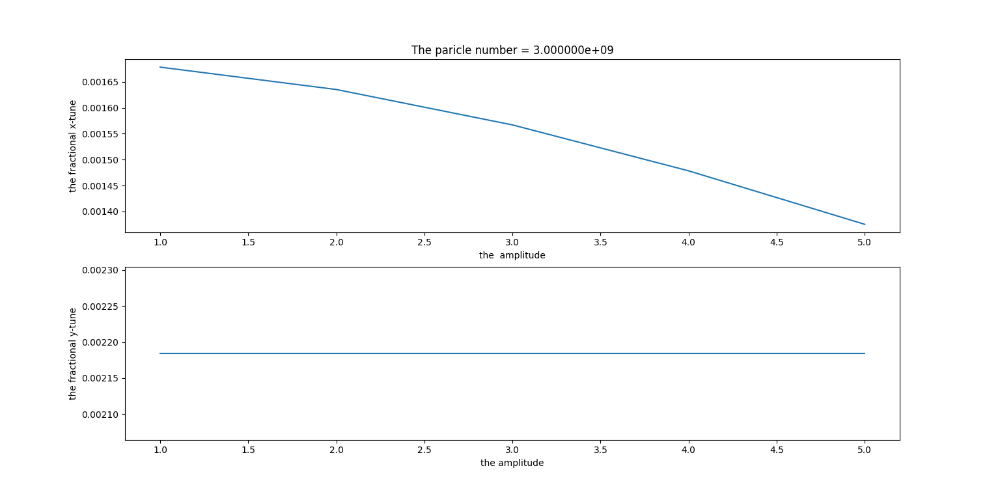 The paricle number = 3.000000e+09
the fractional x-tune
0.00165
0.00160
0.00155
0.00150
0.00145
0.00140
1.0 1.5 2.0 2.5 3.0 3.5 4.0 4.5 5.0
the  amplitude
the fractional y-tune
0.00230
0.00225
0.00220
0.00215
0.00210
1.0 1.5 2.0 2.5 3.0 3.5 4.0 4.5 5.0
the amplitude